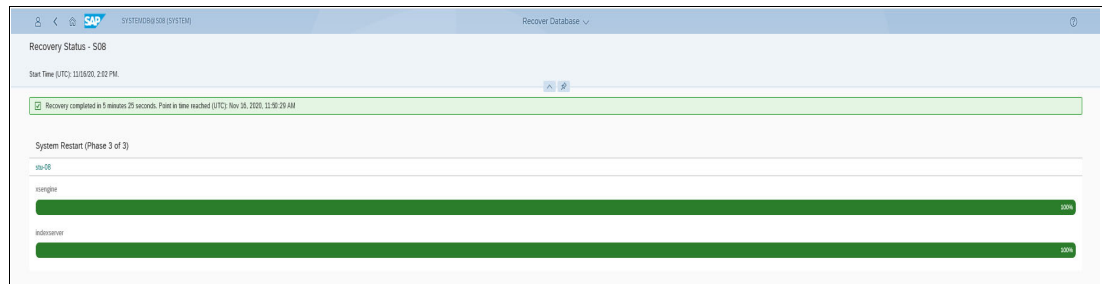 SAP SYSTEMDB@S08 (SYSTEM) Recover Database
Recovery Status - S08
Start Time (UTC): 11/16/20, 2:02 PM.
Recovery completed in 5 minutes 25 seconds. Point in time reached (UTC): Nov 16, 2020, 11:50:29 AM
System Restart (Phase 3 of 3)
stu-08
xsengine
100%
indexserver
100%